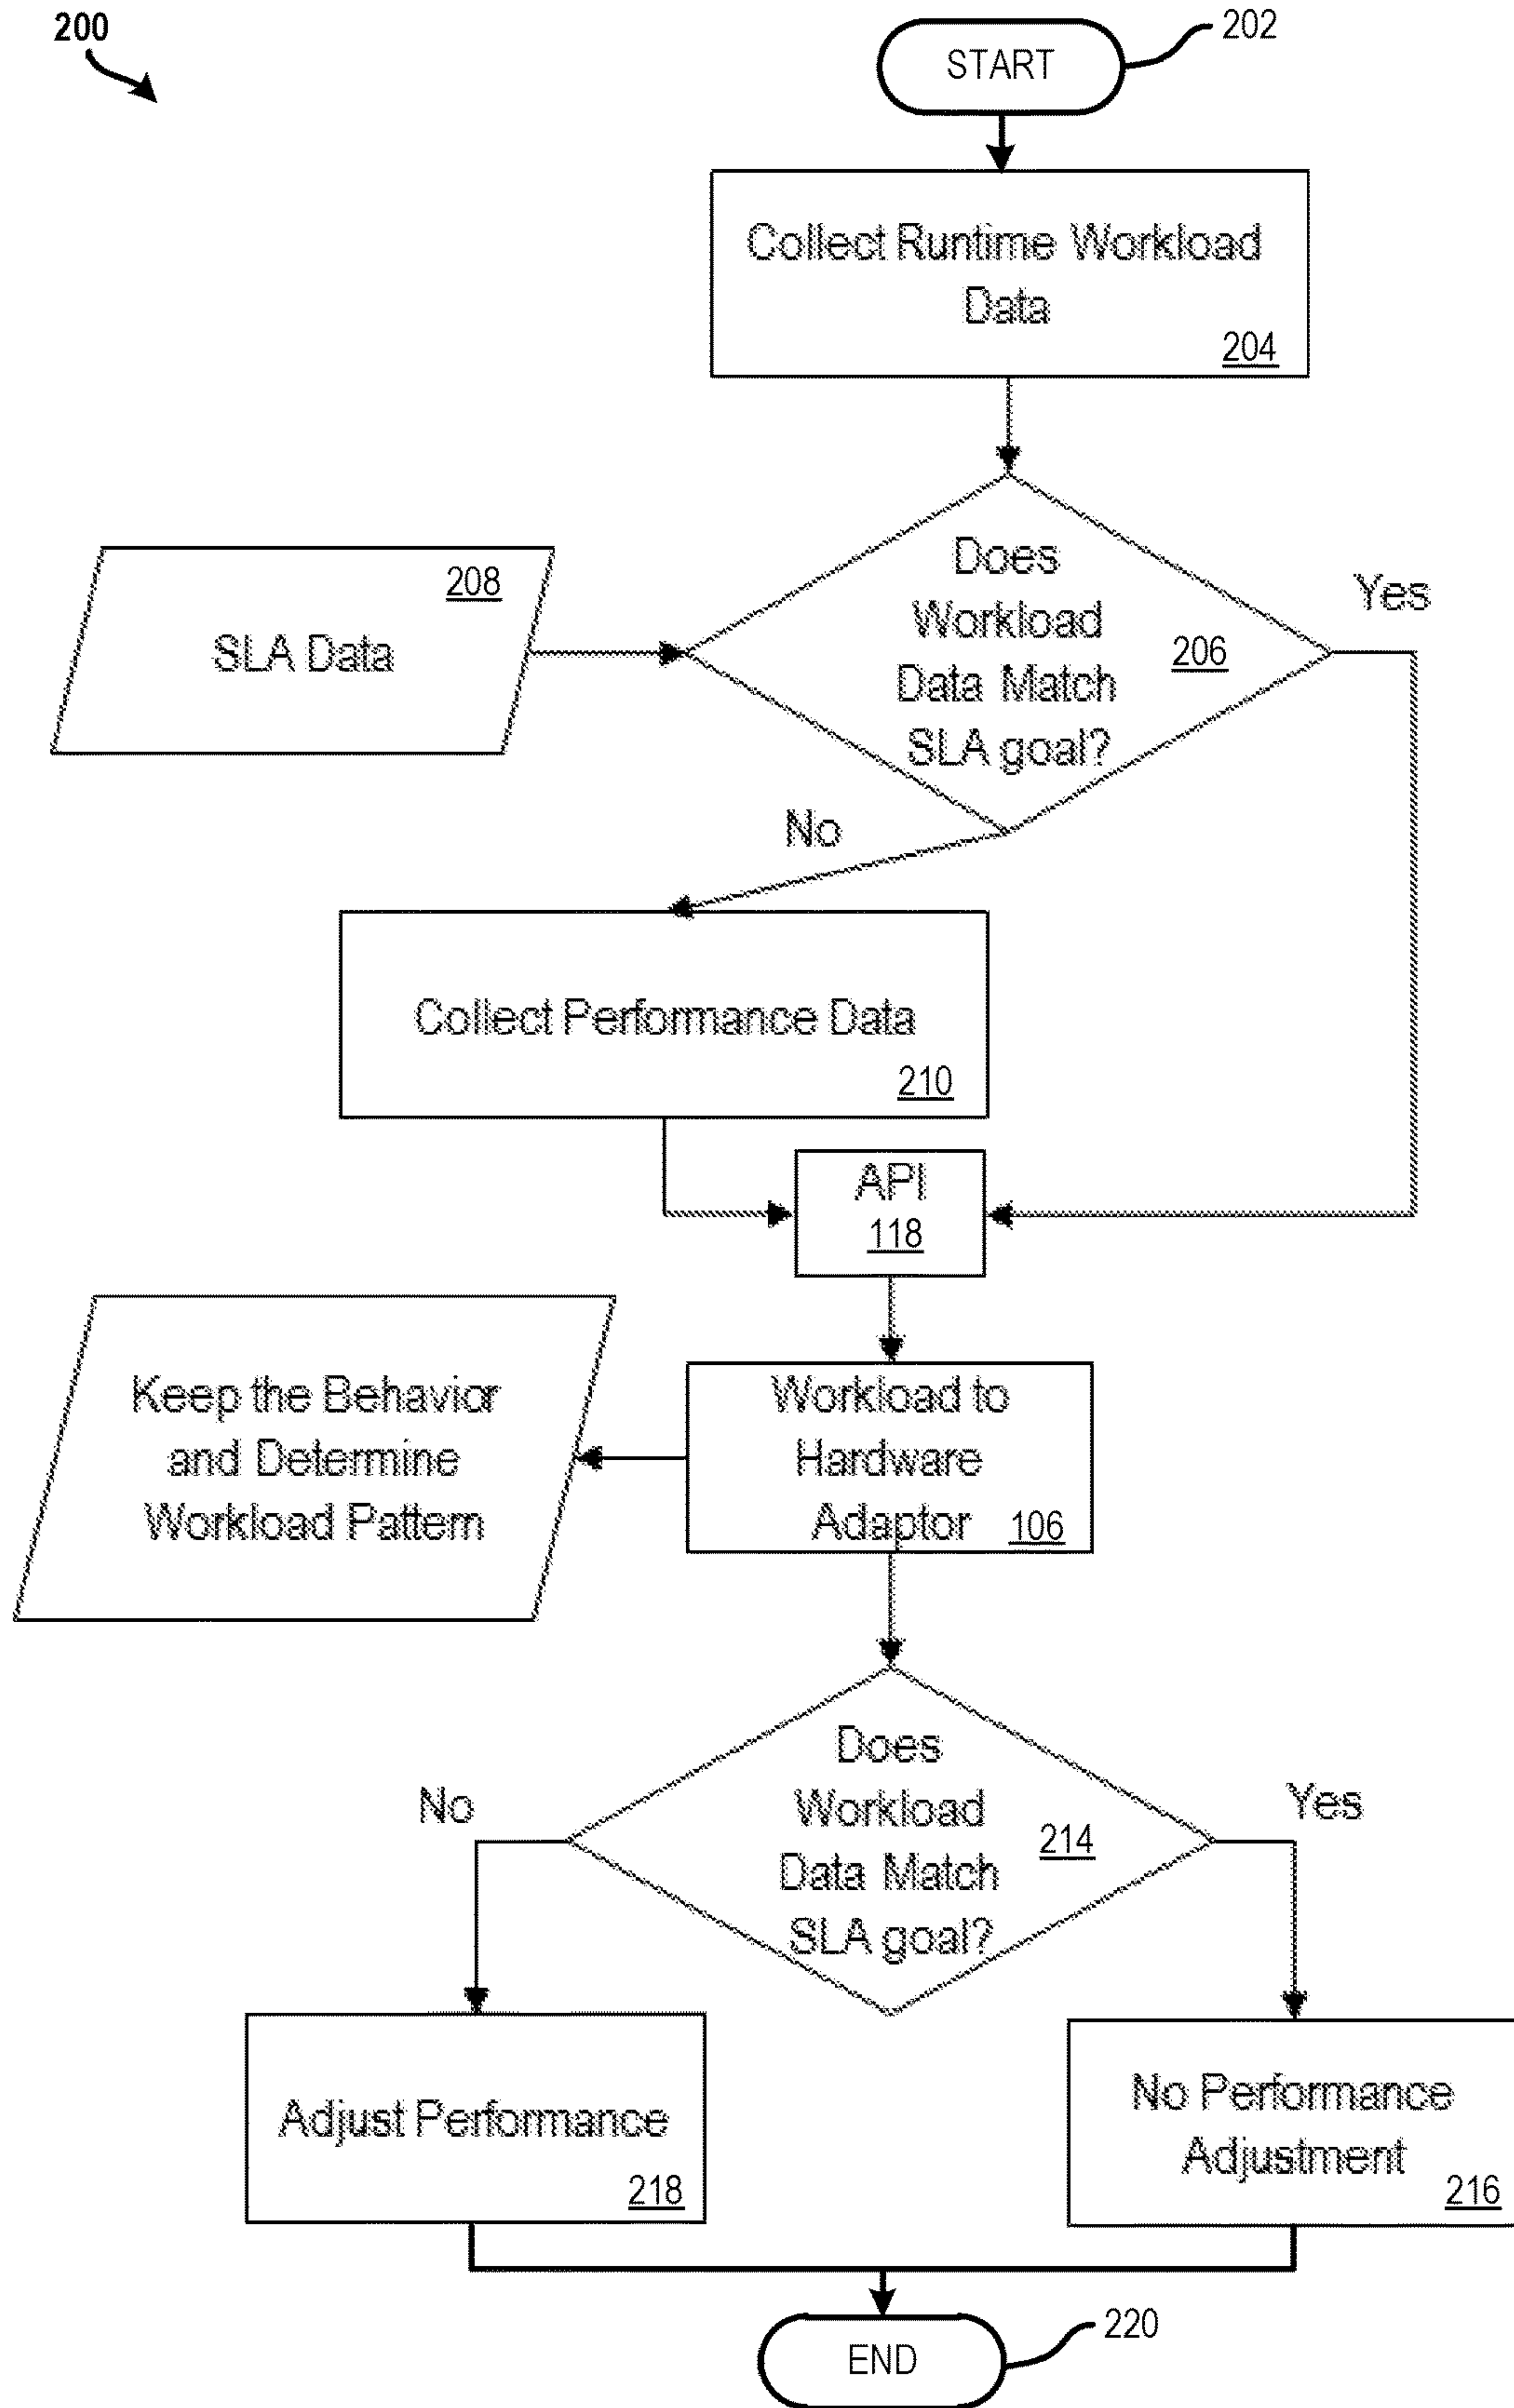 200
START
202
Collect Runtime Workload
Data
204
208
SLA Data
Does
Workload
Data Match
SLA goal?
206
Yes
No
Collect Performance Data
210
API
118
Keep the Behavior
and Determine
Workload Pattern
Workload to
Hardware
Adaptor
106
Does
Workload
Data Match
SLA goal?
214
No
Yes
Adjust Performance
218
No Performance
Adjustment
216
END
220